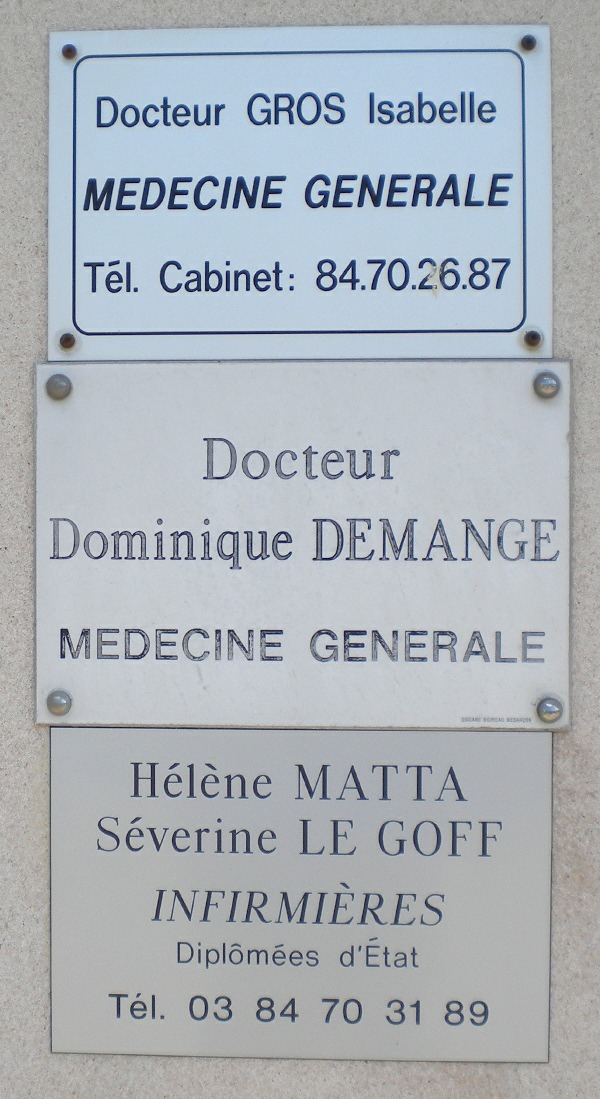 Docteur GROS Isabelle
MEDECINE GENERALE
Tél. Cabinet: 84.70.26.87
Docteur
Dominique DEMANGE
MEDECINE GENERALE
Hélène MATTA
Séverine LE GOFF
INFIRMIÈRES
Diplômées d'État
Tél. 03 84 70 31 89